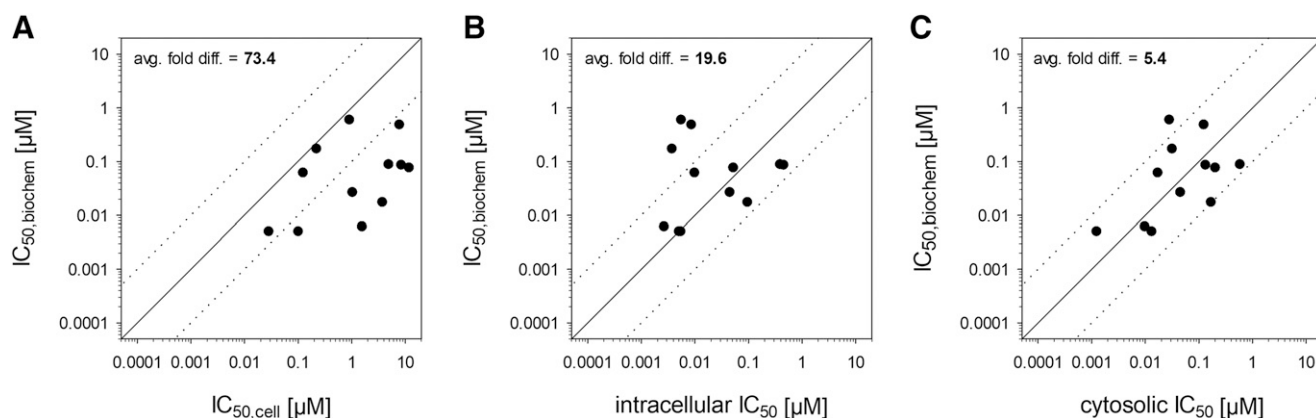 A
avg. fold diff. = 73.4
10
1
0.1
0.01
0.001
0.0001
IC50,biochem [µM]
0.0001 0.001 0.01 0.1 1 10
IC50,cell [µM]
B
avg. fold diff. = 19.6
10
1
0.1
0.01
0.001
0.0001
IC50,biochem [µM]
0.0001 0.001 0.01 0.1 1 10
intracellular IC50 [µM]
C
avg. fold diff. = 5.4
10
1
0.1
0.01
0.001
0.0001
IC50,biochem [µM]
0.0001 0.001 0.01 0.1 1 10
cytosolic IC50 [µM]